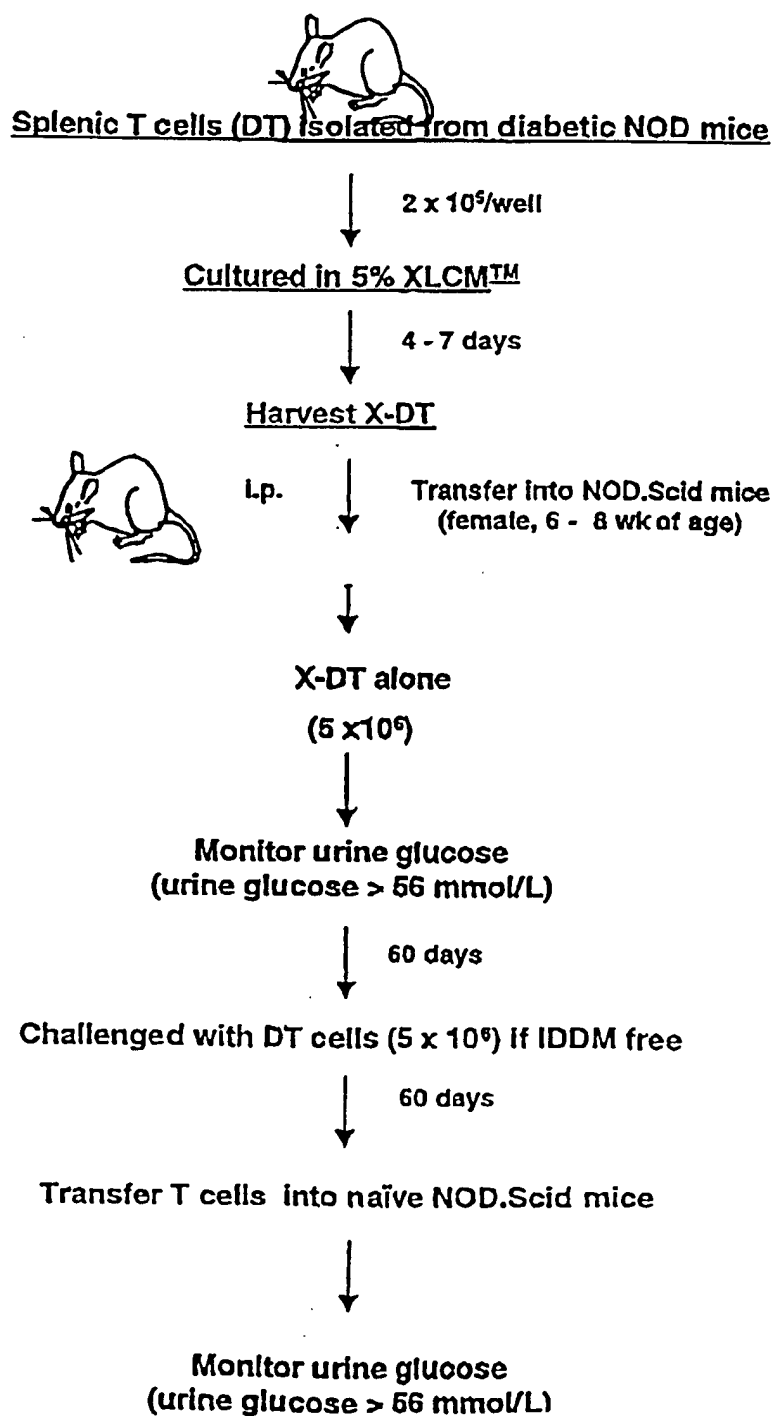 Splenic T cells (DT) isolated from diabetic NOD mice
2 x 10⁵/well
Cultured in 5% XLCM™
4 - 7 days
Harvest X-DT
i.p.
Transfer into NOD.Scid mice
(female, 6 - 8 wk of age)
X-DT alone
(5 x10⁶)
Monitor urine glucose
(urine glucose > 56 mmol/L)
60 days
Challenged with DT cells (5 x 10⁶) if IDDM free
60 days
Transfer T cells into naïve NOD.Scid mice
Monitor urine glucose
(urine glucose > 56 mmol/L)